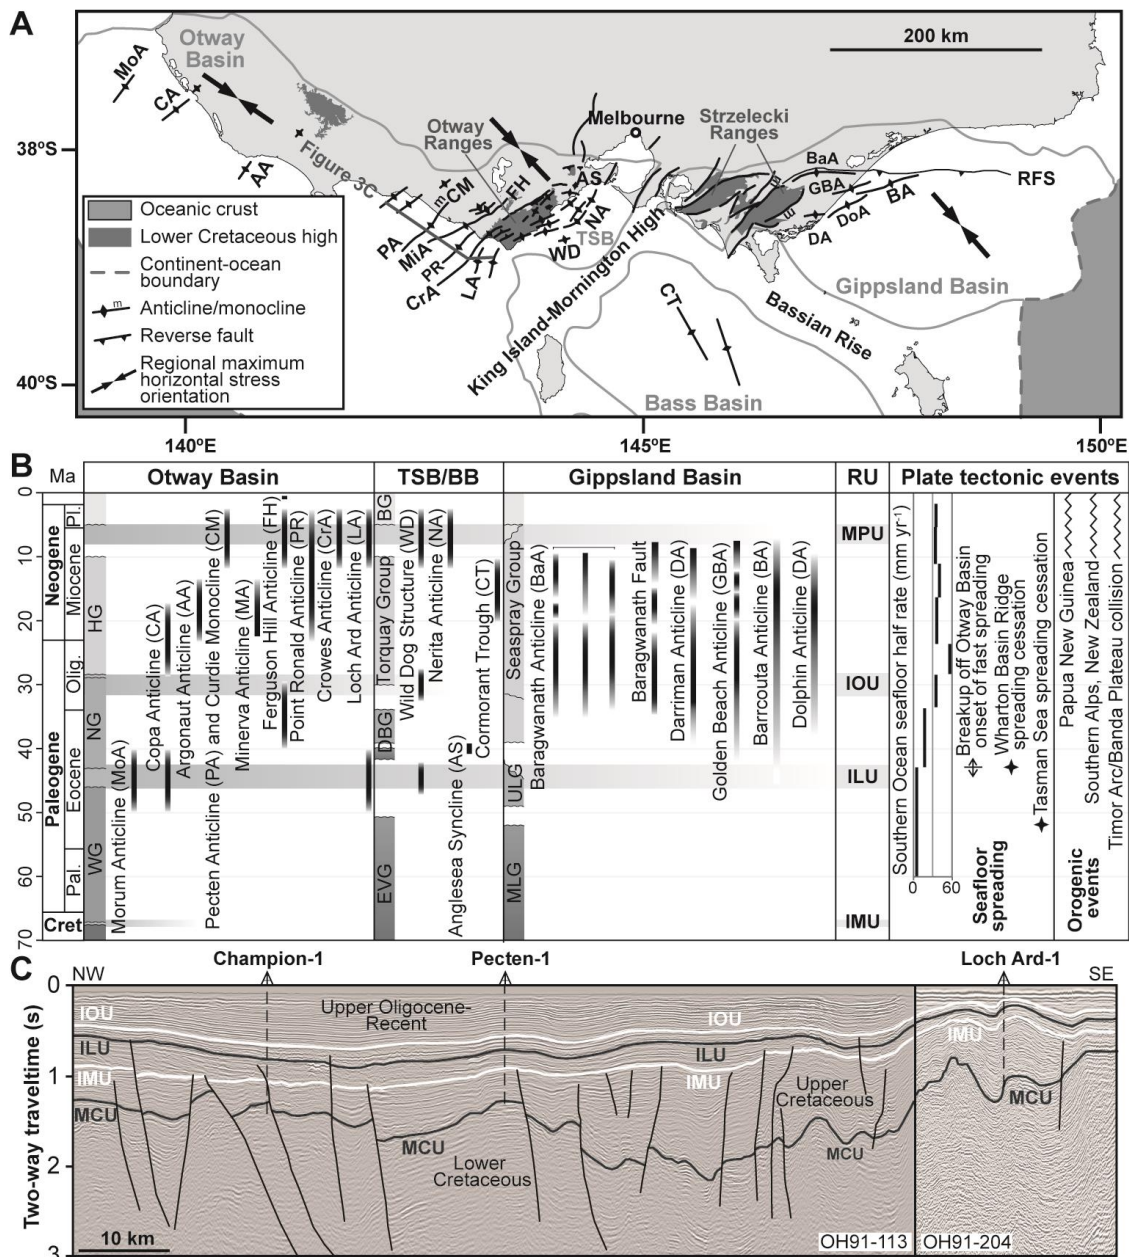 A
Otway
Basin
MoA
CA
AA
200 km
Melbourne
Strzelecki
Ranges
Otway
Ranges
38°S
Figure 3C
mCM
FH
AS
NA
TSB
WD
PA
MiA
PR
CrA
LA
BaA
GBA
BA
DoA
DA
m
m
RFS
King Island-Mornington High
Gippsland Basin
Bassian Rise
CT
Bass Basin
Oceanic crust
Lower Cretaceous high
Continent-ocean
boundary
m
Anticline/monocline
Reverse fault
Regional maximum
horizontal stress
orientation
40°S
140°E
145°E
150°E
B
Ma
Otway Basin
TSB/BB
Gippsland Basin
RU
Plate tectonic events
0
10
20
30
40
50
60
70
Neogene
Paleogene
Cret
Pl.
Miocene
Olig.
Eocene
Pal.
HG
NG
WG
Morum Anticline (MoA)
Copa Anticline (CA)
Argonaut Anticline (AA)
Pecten Anticline (PA) and Curdie Monocline (CM)
Minerva Anticline (MA)
Ferguson Hill Anticline (FH)
Point Ronald Anticline (PR)
Crowes Anticline (CrA)
Loch Ard Anticline (LA)
BG
Torquay Group
DBG
EVG
Wild Dog Structure (WD)
Nerita Anticline (NA)
Anglesea Syncline (AS)
Cormorant Trough (CT)
Seaspray Group
ULG
MLG
Baragwanath Anticline (BaA)
Baragwanath Fault
Darriman Anticline (DA)
Golden Beach Anticline (GBA)
Barrcouta Anticline (BA)
Dolphin Anticline (DA)
MPU
IOU
ILU
IMU
Southern Ocean seafloor half rate (mm yr⁻¹)
0
60
Breakup off Otway Basin
onset of fast spreading
Wharton Basin Ridge
spreading cessation
Tasman Sea spreading cessation
Seafloor
spreading
Papua New Guinea
Southern Alps, New Zealand
Timor Arc/Banda Plateau collision
Orogenic
events
C
NW
Champion-1
Pecten-1
Loch Ard-1
SE
Two-way traveltime (s)
0
1
2
3
IOU
Upper Oligocene-
Recent
IOU
ILU
ILU
IMU
IMU
IMU
MCU
MCU
MCU
MCU
Upper
Cretaceous
Lower
Cretaceous
10 km
OH91-113
OH91-204